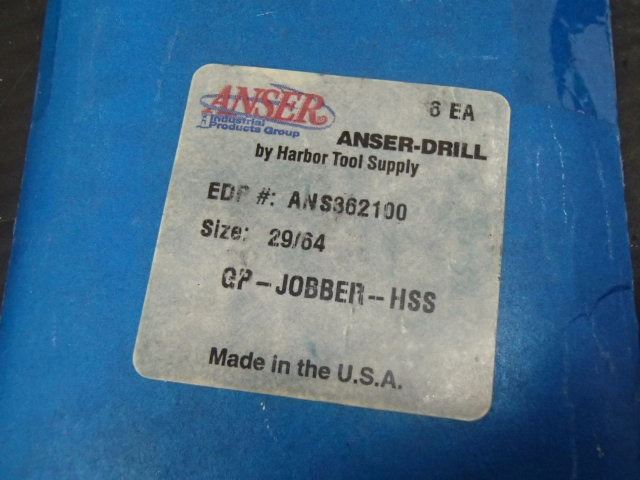 ANSER
Industrial
Products Group
6 EA
ANSER-DRILL
by Harbor Tool Supply
EDP #: ANS362100
Size: 29/64
GP-JOBBER-HSS
Made in the U.S.A.